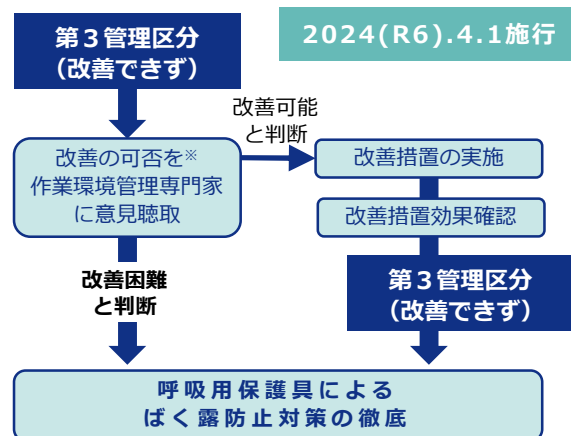 第３管理区分
（改善できず）
2024(R6).4.1施行
改善可能
と判断
改善の可否を※
作業環境管理専門家
に意見聴取
改善措置の実施
改善措置効果確認
改善困難
と判断
第３管理区分
（改善できず）
呼吸用保護具による
ばく露防止対策の徹底